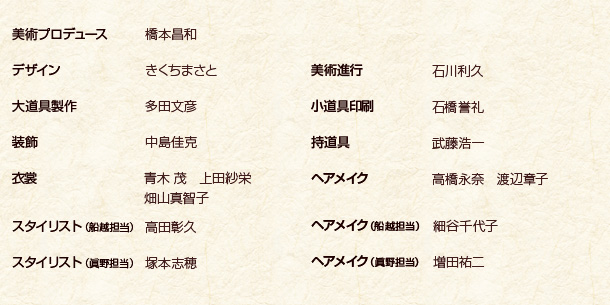 美術プロデュース 橋本昌和
デザイン きくちまさと 美術進行 石川利久
大道具製作 多田文彦 小道具印刷 石橋誉礼
装飾 中島佳克 持道具 武藤浩一
衣裳 青木 茂 上田紗栄 ヘアメイク 高橋永奈 渡辺章子
畑山真智子
スタイリスト（船越担当） 高田彰久 ヘアメイク（船越担当） 細谷千代子
スタイリスト（眞野担当） 塚本志穂 ヘアメイク（眞野担当） 増田祐二